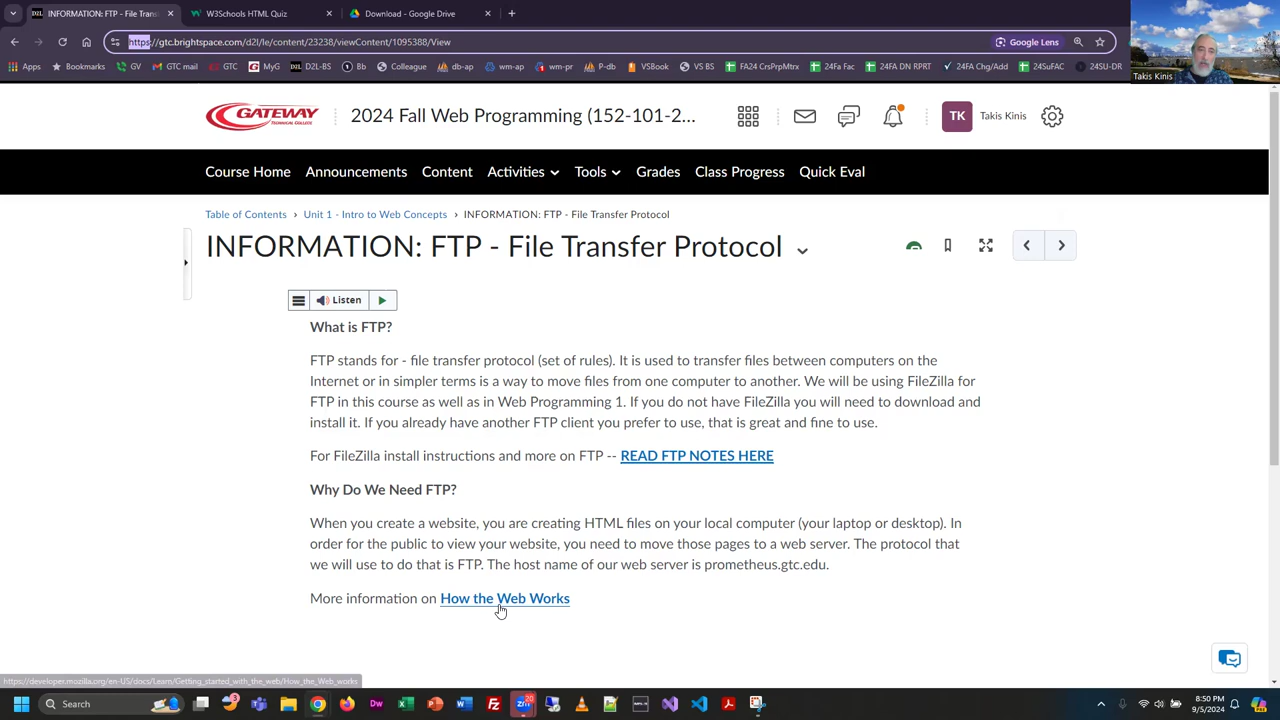 INFORMATION: FTP - File Trans
W3Schools HTML Quiz
Download - Google Drive
https://gtc.brightspace.com/d2l/le/content/23238/viewContent/1095388/View
Google Lens
Apps Bookmarks GV GTC mail GTC MyG D2L-BS Bb Colleague db-ap wm-ap wm-pr P-db VSBook VS BS FA24 CrsPrpMtrx 24Fa Fac 24FA DN RPRT 24FA Chg/Add 24SuFAC 24SU-DR
Takis Kinis
GATEWAY
TECHNICAL COLLEGE
2024 Fall Web Programming (152-101-2...
TK
Takis Kinis
Course Home Announcements Content Activities Tools Grades Class Progress Quick Eval
Table of Contents › Unit 1 - Intro to Web Concepts › INFORMATION: FTP - File Transfer Protocol
INFORMATION: FTP - File Transfer Protocol
Listen
What is FTP?
FTP stands for - file transfer protocol (set of rules). It is used to transfer files between computers on the
Internet or in simpler terms is a way to move files from one computer to another. We will be using FileZilla for
FTP in this course as well as in Web Programming 1. If you do not have FileZilla you will need to download and
install it. If you already have another FTP client you prefer to use, that is great and fine to use.
For FileZilla install instructions and more on FTP -- READ FTP NOTES HERE
Why Do We Need FTP?
When you create a website, you are creating HTML files on your local computer (your laptop or desktop). In
order for the public to view your website, you need to move those pages to a web server. The protocol that
we will use to do that is FTP. The host name of our web server is prometheus.gtc.edu.
More information on How the Web Works
https://developer.mozilla.org/en-US/docs/Learn/Getting_started_with_the_web/How_the_Web_works
Search
8:50 PM
9/5/2024